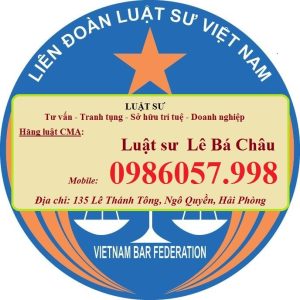 LIÊN ĐOÀN LUẬT SƯ VIỆT NAM
LUẬT SƯ
Tư vấn - Tranh tụng - Sở hữu trí tuệ - Doanh nghiệp
Hãng luật CMA:
Luật sư Lê Bá Châu
Mobile: 0986057.998
Địa chỉ: 135 Lê Thánh Tông, Ngô Quyền, Hải Phòng
VIETNAM BAR FEDERATION